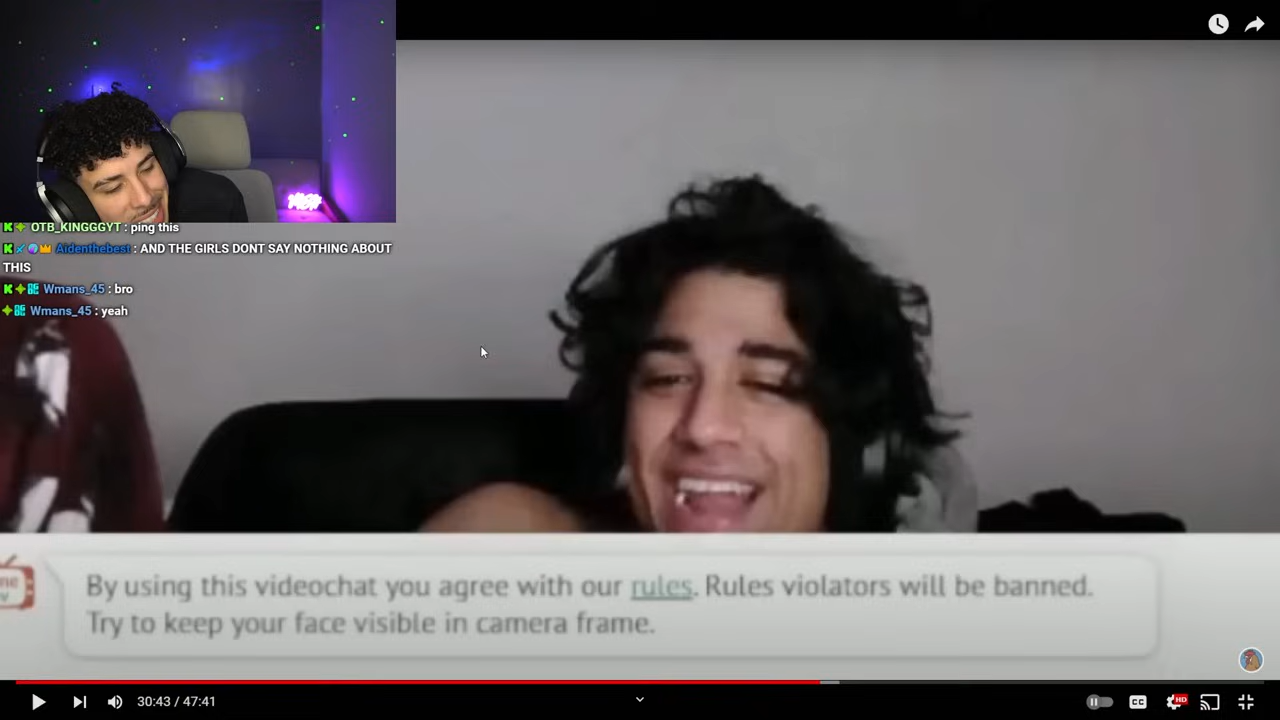 OTB_KINGGGYT : ping this
Aidenthebest : AND THE GIRLS DONT SAY NOTHING ABOUT
THIS
Wmans_45 : bro
Wmans_45 : yeah
By using this videochat you agree with our rules. Rules violators will be banned.
Try to keep your face visible in camera frame.
30:43 / 47:41
CC
HD